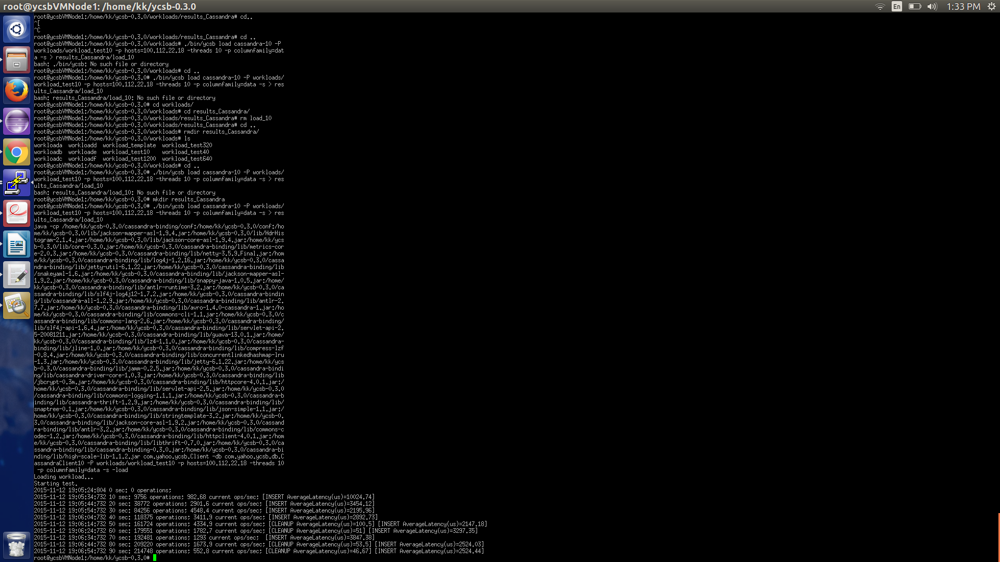 root@ycsbVMNode1: /home/kk/ycsb-0.3.0
En
1:33 PM
root@ycsbVMNode1:/home/kk/ycsb-0.3.0/workloads/results_Cassandra# cd..
^[
^C
root@ycsbVMNode1:/home/kk/ycsb-0.3.0/workloads/results_Cassandra# cd ..
root@ycsbVMNode1:/home/kk/ycsb-0.3.0/workloads# ./bin/ycsb load cassandra-10 -P
workloads/workload_test10 -p hosts=100.112.22.18 -threads 10 -p columnfamily=dat
a -s > results_Cassandra/load_10
bash: ./bin/ycsb: No such file or directory
root@ycsbVMNode1:/home/kk/ycsb-0.3.0/workloads# cd ..
root@ycsbVMNode1:/home/kk/ycsb-0.3.0# ./bin/ycsb load cassandra-10 -P workloads/
workload_test10 -p hosts=100.112.22.18 -threads 10 -p columnfamily=data -s > res
ults_Cassandra/load_10
bash: results_Cassandra/load_10: No such file or directory
root@ycsbVMNode1:/home/kk/ycsb-0.3.0# cd workloads/
root@ycsbVMNode1:/home/kk/ycsb-0.3.0/workloads# cd results_Cassandra/
root@ycsbVMNode1:/home/kk/ycsb-0.3.0/workloads/results_Cassandra# rm load_10
root@ycsbVMNode1:/home/kk/ycsb-0.3.0/workloads/results_Cassandra# cd ..
root@ycsbVMNode1:/home/kk/ycsb-0.3.0/workloads# rmdir results_Cassandra/
root@ycsbVMNode1:/home/kk/ycsb-0.3.0/workloads# ls
workloada  workloadd  workload_template  workload_test320
workloadb  workloade  workload_test10    workload_test40
workloadc  workloadf  workload_test1200  workload_test640
root@ycsbVMNode1:/home/kk/ycsb-0.3.0/workloads# cd ..
root@ycsbVMNode1:/home/kk/ycsb-0.3.0# ./bin/ycsb load cassandra-10 -P workloads/
workload_test10 -p hosts=100.112.22.18 -threads 10 -p columnfamily=data -s > res
ults_Cassandra/load_10
bash: results_Cassandra/load_10: No such file or directory
root@ycsbVMNode1:/home/kk/ycsb-0.3.0# mkdir results_Cassandra
root@ycsbVMNode1:/home/kk/ycsb-0.3.0# ./bin/ycsb load cassandra-10 -P workloads/
workload_test10 -p hosts=100.112.22.18 -threads 10 -p columnfamily=data -s > res
ults_Cassandra/load_10
java -cp /home/kk/ycsb-0.3.0/cassandra-binding/conf:/home/kk/ycsb-0.3.0/conf:/ho
me/kk/ycsb-0.3.0/lib/jackson-mapper-asl-1.9.4.jar:/home/kk/ycsb-0.3.0/lib/HdrHis
togram-2.1.4.jar:/home/kk/ycsb-0.3.0/lib/jackson-core-asl-1.9.4.jar:/home/kk/ycs
b-0.3.0/lib/core-0.3.0.jar:/home/kk/ycsb-0.3.0/cassandra-binding/lib/metrics-cor
e-2.0.3.jar:/home/kk/ycsb-0.3.0/cassandra-binding/lib/netty-3.5.9.Final.jar:/hom
e/kk/ycsb-0.3.0/cassandra-binding/lib/log4j-1.2.16.jar:/home/kk/ycsb-0.3.0/cassa
ndra-binding/lib/jetty-util-6.1.22.jar:/home/kk/ycsb-0.3.0/cassandra-binding/lib
/snakeyaml-1.6.jar:/home/kk/ycsb-0.3.0/cassandra-binding/lib/jackson-mapper-asl-
1.9.2.jar:/home/kk/ycsb-0.3.0/cassandra-binding/lib/snappy-java-1.0.5.jar:/home/
kk/ycsb-0.3.0/cassandra-binding/lib/antlr-runtime-3.2.jar:/home/kk/ycsb-0.3.0/ca
ssandra-binding/lib/slf4j-log4j12-1.7.2.jar:/home/kk/ycsb-0.3.0/cassandra-bindin
g/lib/cassandra-all-1.2.9.jar:/home/kk/ycsb-0.3.0/cassandra-binding/lib/antlr-2.
7.7.jar:/home/kk/ycsb-0.3.0/cassandra-binding/lib/avro-1.4.0-cassandra-1.jar:/ho
me/kk/ycsb-0.3.0/cassandra-binding/lib/commons-cli-1.1.jar:/home/kk/ycsb-0.3.0/c
assandra-binding/lib/commons-lang-2.6.jar:/home/kk/ycsb-0.3.0/cassandra-binding/
lib/slf4j-api-1.6.4.jar:/home/kk/ycsb-0.3.0/cassandra-binding/lib/servlet-api-2.
5-20081211.jar:/home/kk/ycsb-0.3.0/cassandra-binding/lib/guava-13.0.1.jar:/home/
kk/ycsb-0.3.0/cassandra-binding/lib/lz4-1.1.0.jar:/home/kk/ycsb-0.3.0/cassandra-
binding/lib/jline-1.0.jar:/home/kk/ycsb-0.3.0/cassandra-binding/lib/compress-lzf
-0.8.4.jar:/home/kk/ycsb-0.3.0/cassandra-binding/lib/concurrentlinkedhashmap-lru
-1.3.jar:/home/kk/ycsb-0.3.0/cassandra-binding/lib/jetty-6.1.22.jar:/home/kk/ycs
b-0.3.0/cassandra-binding/lib/jamm-0.2.5.jar:/home/kk/ycsb-0.3.0/cassandra-bindi
ng/lib/cassandra-driver-core-1.0.3.jar:/home/kk/ycsb-0.3.0/cassandra-binding/lib
/jbcrypt-0.3m.jar:/home/kk/ycsb-0.3.0/cassandra-binding/lib/httpcore-4.0.1.jar:/
home/kk/ycsb-0.3.0/cassandra-binding/lib/servlet-api-2.5.jar:/home/kk/ycsb-0.3.0
/cassandra-binding/lib/commons-logging-1.1.1.jar:/home/kk/ycsb-0.3.0/cassandra-b
inding/lib/cassandra-thrift-1.2.9.jar:/home/kk/ycsb-0.3.0/cassandra-binding/lib/
snaptree-0.1.jar:/home/kk/ycsb-0.3.0/cassandra-binding/lib/json-simple-1.1.jar:/
home/kk/ycsb-0.3.0/cassandra-binding/lib/stringtemplate-3.2.jar:/home/kk/ycsb-0.
3.0/cassandra-binding/lib/jackson-core-asl-1.9.2.jar:/home/kk/ycsb-0.3.0/cassand
ra-binding/lib/antlr-3.2.jar:/home/kk/ycsb-0.3.0/cassandra-binding/lib/commons-c
odec-1.2.jar:/home/kk/ycsb-0.3.0/cassandra-binding/lib/httpclient-4.0.1.jar:/hom
e/kk/ycsb-0.3.0/cassandra-binding/lib/libthrift-0.7.0.jar:/home/kk/ycsb-0.3.0/ca
ssandra-binding/lib/cassandra-binding-0.3.0.jar:/home/kk/ycsb-0.3.0/cassandra-bi
nding/lib/high-scale-lib-1.1.2.jar com.yahoo.ycsb.Client -db com.yahoo.ycsb.db.C
assandraClient10 -P workloads/workload_test10 -p hosts=100.112.22.18 -threads 10
 -p columnfamily=data -s -load
Loading workload...
Starting test.
2015-11-12 19:05:24:804 0 sec: 0 operations;
2015-11-12 19:05:34:732 10 sec: 9756 operations; 982.68 current ops/sec; [INSERT AverageLatency(us)=10024.74]
2015-11-12 19:05:44:732 20 sec: 38772 operations; 2901.6 current ops/sec; [INSERT AverageLatency(us)=3454.12]
2015-11-12 19:05:54:732 30 sec: 84256 operations; 4548.4 current ops/sec; [INSERT AverageLatency(us)=2195.96]
2015-11-12 19:06:04:732 40 sec: 118375 operations; 3411.9 current ops/sec; [INSERT AverageLatency(us)=2892.73]
2015-11-12 19:06:14:732 50 sec: 161724 operations; 4334.9 current ops/sec; [CLEANUP AverageLatency(us)=100.5] [INSERT AverageLatency(us)=2147.18]
2015-11-12 19:06:24:732 60 sec: 179551 operations; 1782.7 current ops/sec; [CLEANUP AverageLatency(us)=51] [INSERT AverageLatency(us)=3297.35]
2015-11-12 19:06:34:732 70 sec: 192481 operations; 1293 current ops/sec;  [INSERT AverageLatency(us)=3847.38]
2015-11-12 19:06:44:732 80 sec: 209220 operations; 1673.9 current ops/sec; [CLEANUP AverageLatency(us)=53.5] [INSERT AverageLatency(us)=2524.03]
2015-11-12 19:06:54:732 90 sec: 214748 operations; 552.8 current ops/sec; [CLEANUP AverageLatency(us)=46.67] [INSERT AverageLatency(us)=2524.44]
root@ycsbVMNode1:/home/kk/ycsb-0.3.0#